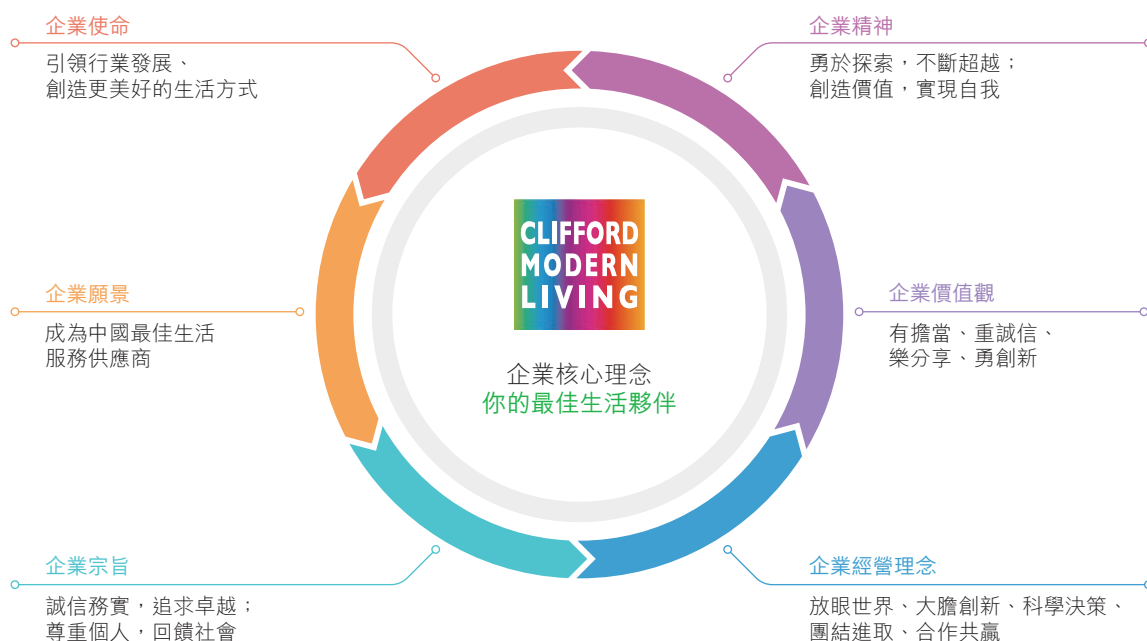 企業使命
引領行業發展、
創造更美好的生活方式
企業精神
勇於探索，不斷超越；
創造價值，實現自我
CLIFFORD
MODERN
LIVING
企業核心理念
你的最佳生活夥伴
企業願景
成為中國最佳生活
服務供應商
企業價值觀
有擔當、重誠信、
樂分享、勇創新
企業宗旨
誠信務實，追求卓越；
尊重個人，回饋社會
企業經營理念
放眼世界、大膽創新、科學決策、
團結進取、合作共贏